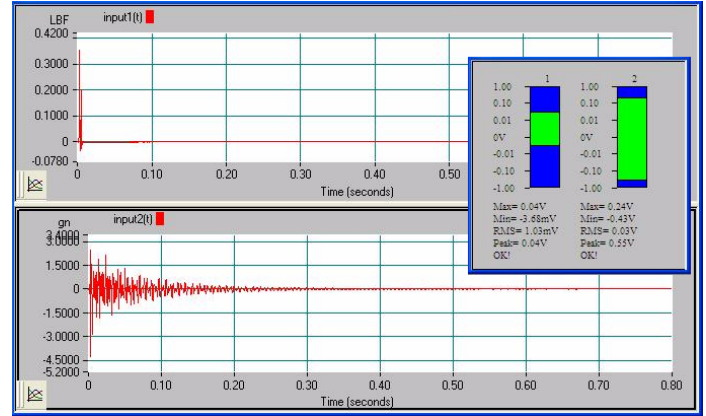 LBF input1(t)
0.4200
0.3000
0.2000
0.1000
0
-0.0780
0 0.10 0.20 0.30 0.40 0.50
Time (seconds)
1 2
1.00 1.00
0.10 0.10
0.01 0.01
0V 0V
-0.01 -0.01
-0.10 -0.10
-1.00 -1.00
Max= 0.04V Max= 0.24V
Min= -3.68mV Min= -0.43V
RMS= 1.03mV RMS= 0.03V
Peak= 0.04V Peak= 0.55V
OK! OK!
gn input2(t)
3.4000
3.0000
1.5000
0
-1.5000
-3.0000
-4.5000
-5.2000
0 0.10 0.20 0.30 0.40 0.50 0.60 0.70 0.80
Time (seconds)